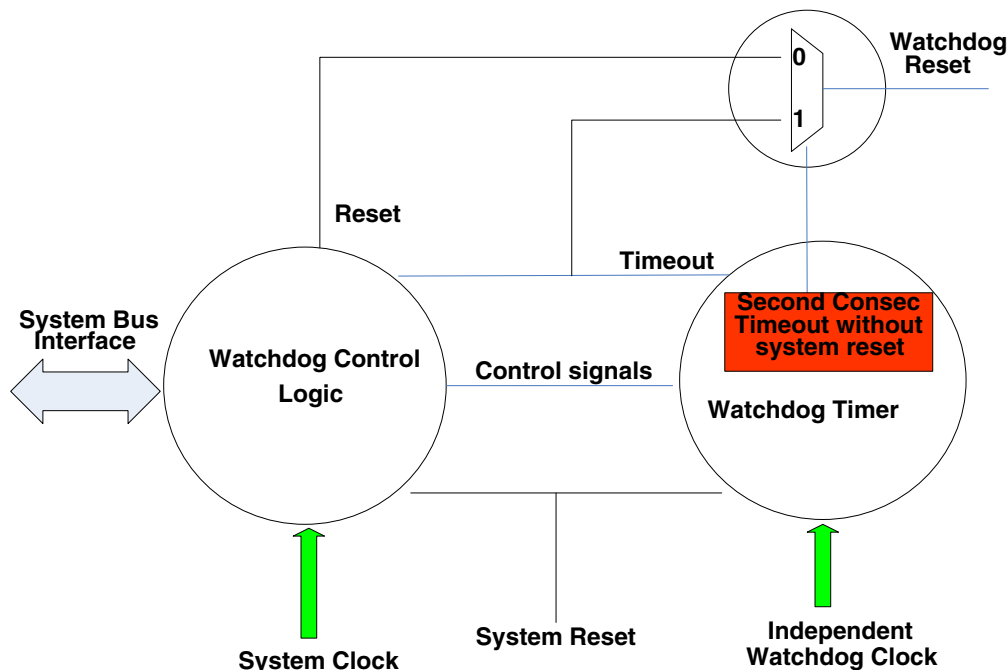 Watchdog
Reset
0
1
Reset
Timeout
Second Consec
Timeout without
system reset
System Bus
Interface
Watchdog Control
Logic
Control signals
Watchdog Timer
System Reset
System Clock
Independent
Watchdog Clock